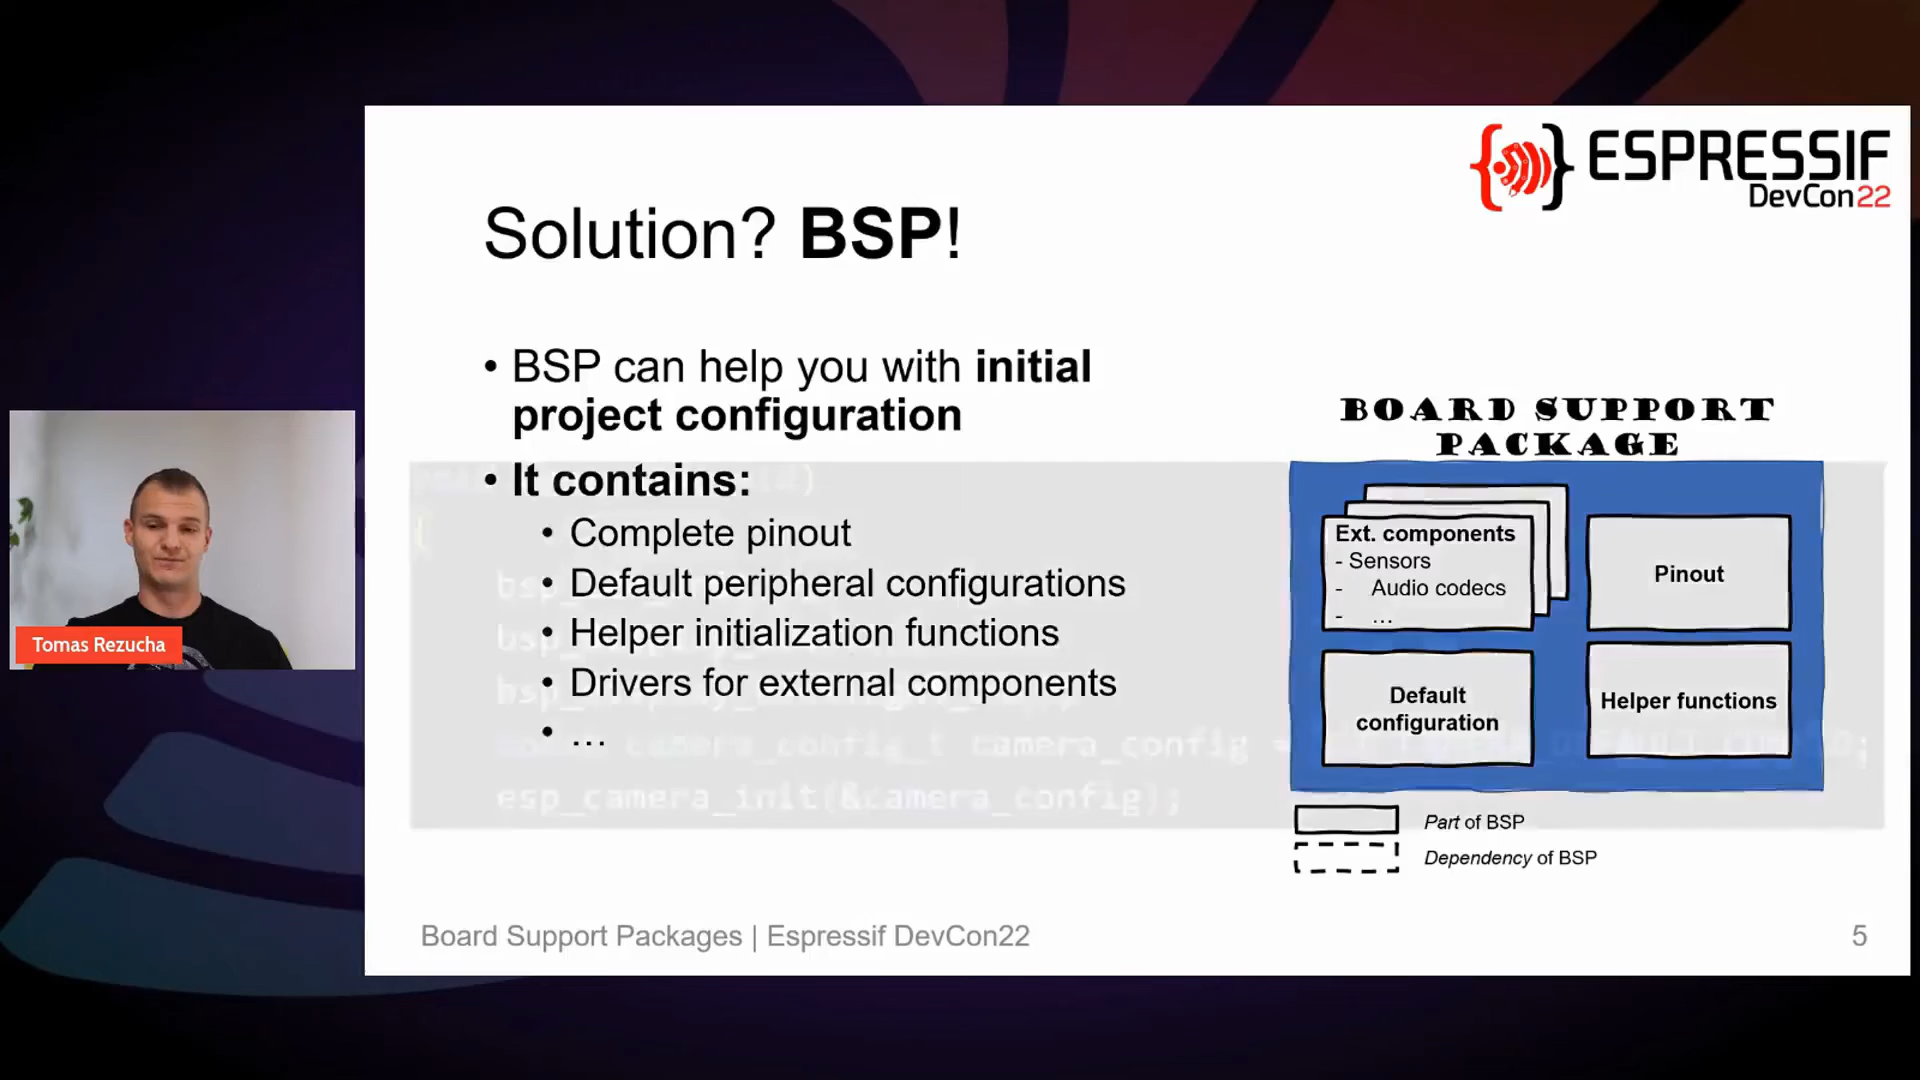 ESPRESSIF
DevCon22
Solution? BSP!
• BSP can help you with initial
project configuration
• It contains:
• Complete pinout
• Default peripheral configurations
• Helper initialization functions
• Drivers for external components
• ...
esp_camera_init(&camera_config);
BOARD SUPPORT
PACKAGE
Ext. components
- Sensors
- Audio codecs
- ...
Pinout
Default
configuration
Helper functions
Part of BSP
Dependency of BSP
Tomas Rezucha
Board Support Packages | Espressif DevCon22
5